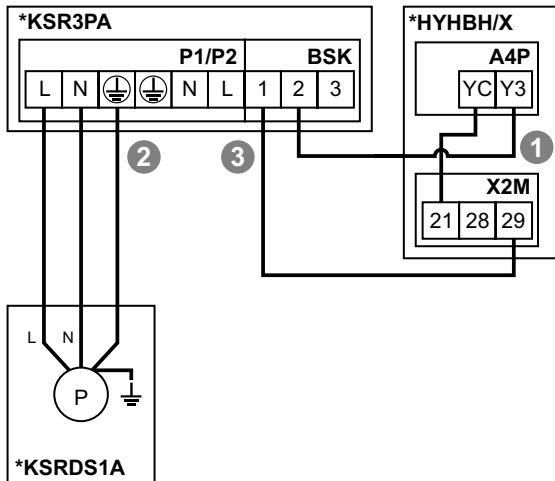 *KSR3PA
P1/P2 BSK
L N N L 1 2 3
2
3
*HYHBH/X
A4P
YC Y3
1
X2M
21 28 29
L N
P
*KSRDS1A